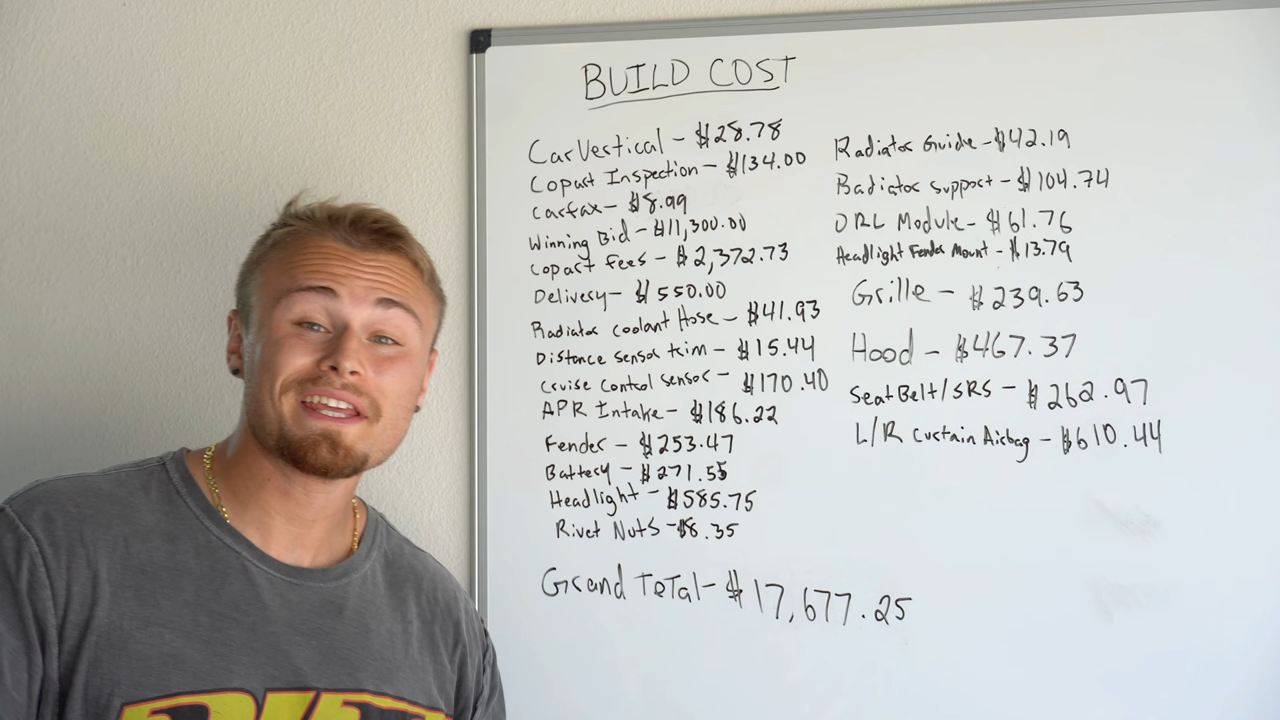 BUILD COST
CarVertical - $28.78
Copart Inspection - $134.00
Carfax - $8.99
Winning Bid - $11,300.00
Copart fees - $2,372.73
Delivery - $550.00
Radiator Coolant Hose - $41.93
Distance sensor trim - $15.44
Cruise Control sensor - $170.40
APR Intake - $186.22
Fender - $253.47
Battery - $271.55
Headlight - $585.75
Rivet Nuts - $8.35
Radiator Guide - $42.19
Radiator support - $104.74
DRL Module - $61.76
Headlight Fender Mount - $13.79
Grille - $239.63
Hood - $467.37
Seat Belt/SRS - $262.97
L/R Curtain Airbag - $610.44
Grand Total - $17,677.25